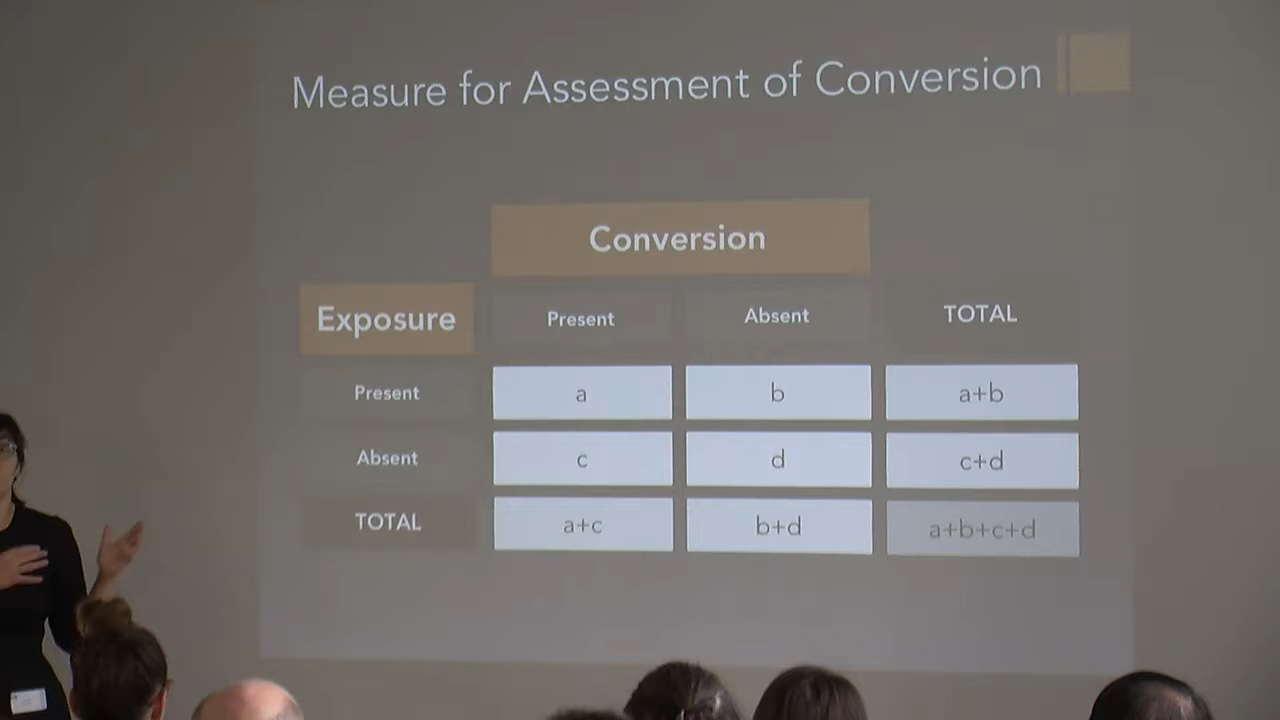 Measure for Assessment of Conversion
Conversion
Exposure Present Absent TOTAL
Present a b a+b
Absent c d c+d
TOTAL a+c b+d a+b+c+d